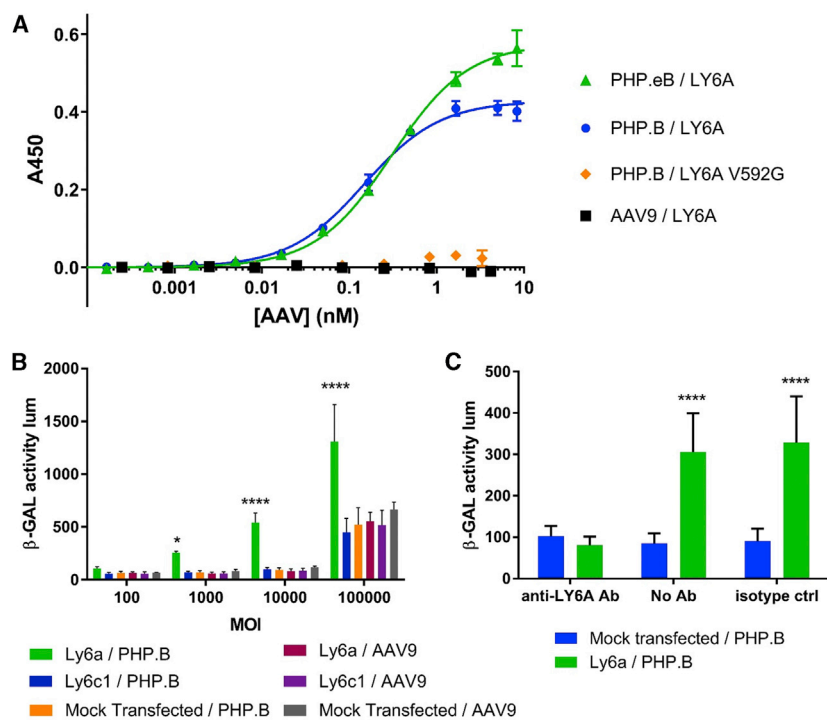 A
A450
0.6
0.4
0.2
0.0
0.001
0.01
0.1
1
10
[AAV] (nM)
PHP.eB / LY6A
PHP.B / LY6A
PHP.B / LY6A V592G
AAV9 / LY6A
B
β-GAL activity lum
2000
1500
1000
500
0
*
****
****
100
1000
10000
100000
MOI
Ly6a / PHP.B
Ly6c1 / PHP.B
Mock Transfected / PHP.B
Ly6a / AAV9
Ly6c1 / AAV9
Mock Transfected / AAV9
C
β-GAL activity lum
500
400
300
200
100
0
****
****
anti-LY6A Ab
No Ab
isotype ctrl
Mock transfected / PHP.B
Ly6a / PHP.B